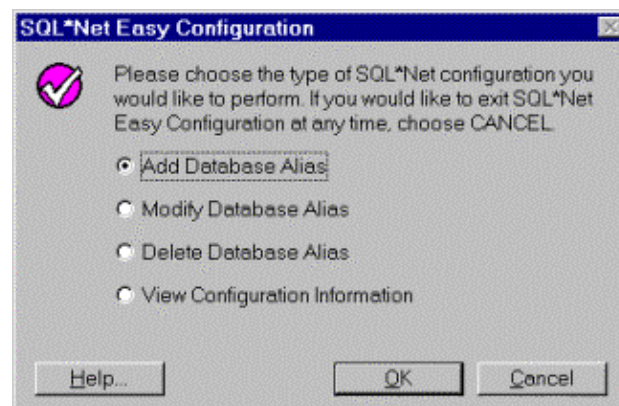 SQL*Net Easy Configuration
Please choose the type of SQL*Net configuration you
would like to perform. If you would like to exit SQL*Net
Easy Configuration at any time, choose CANCEL.
Add Database Alias
Modify Database Alias
Delete Database Alias
View Configuration Information
Help...
OK
Cancel